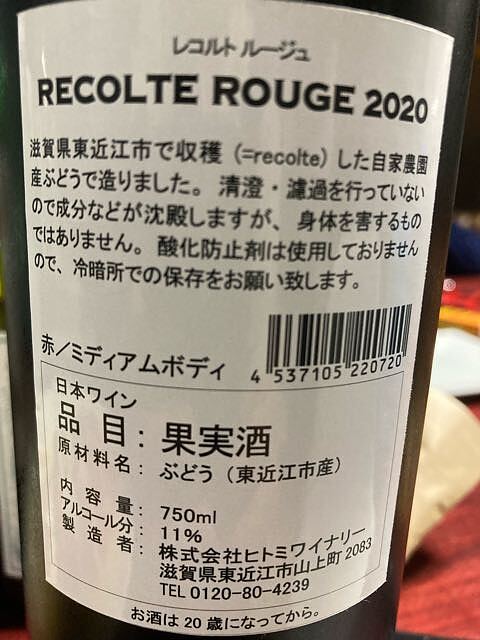 レコルト ルージュ
RECOLTE ROUGE 2020
滋賀県東近江市で収穫（=recolte）した自家農園
産ぶどうで造りました。清澄・濾過を行っていない
ので成分などが沈殿しますが、身体を害するもの
ではありません。酸化防止剤は使用しておりません
ので、冷暗所での保存をお願い致します。
赤／ミディアムボディ
4 537105 220720
日本ワイン
品目：果実酒
原材料名：ぶどう（東近江市産）
内容量：750ml
アルコール分：11%
製造者：株式会社ヒトミワイナリー
滋賀県東近江市山上町 2083
TEL 0120-80-4239
お酒は 20 歳になってから。